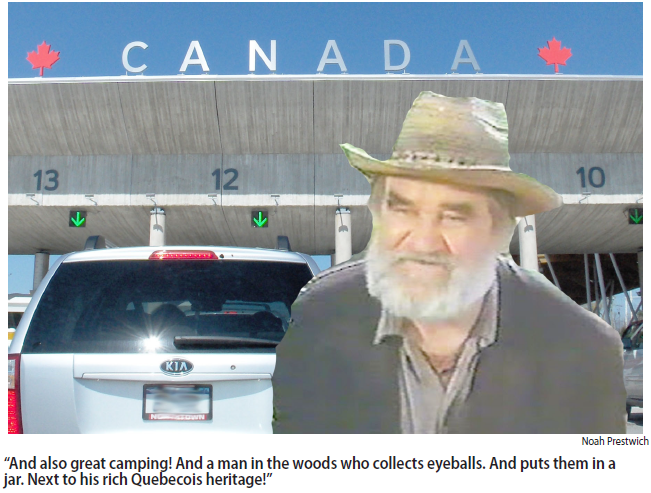 CANADA
13
12
10
KIA
Noah Prestwich
“And also great camping! And a man in the woods who collects eyeballs. And puts them in a
jar. Next to his rich Quebecois heritage!”